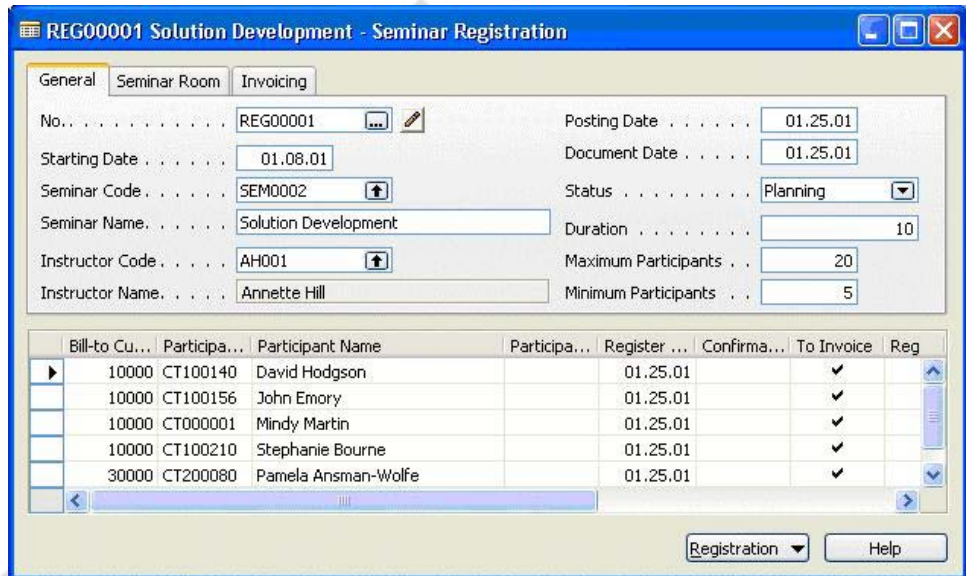 REG00001 Solution Development - Seminar Registration
General Seminar Room Invoicing
No. . . . . . . . . . . . REG00001 ... Posting Date . . . . . . 01.25.01
Starting Date . . . . . . 01.08.01 Document Date . . . . . 01.25.01
Seminar Code . . . . . . SEM0002 Status . . . . . . . . . Planning
Seminar Name. . . . . . Solution Development Duration . . . . . . . . 10
Instructor Code . . . . . AH001 Maximum Participants . . 20
Instructor Name. . . . . Annette Hill Minimum Participants . . 5
Bill-to Cu... Participa... Participant Name Participa... Register ... Confirma... To Invoice Reg
10000 CT100140 David Hodgson 01.25.01 ✔
10000 CT100156 John Emory 01.25.01 ✔
10000 CT000001 Mindy Martin 01.25.01 ✔
10000 CT100210 Stephanie Bourne 01.25.01 ✔
30000 CT200080 Pamela Ansman-Wolfe 01.25.01 ✔
Registration Help